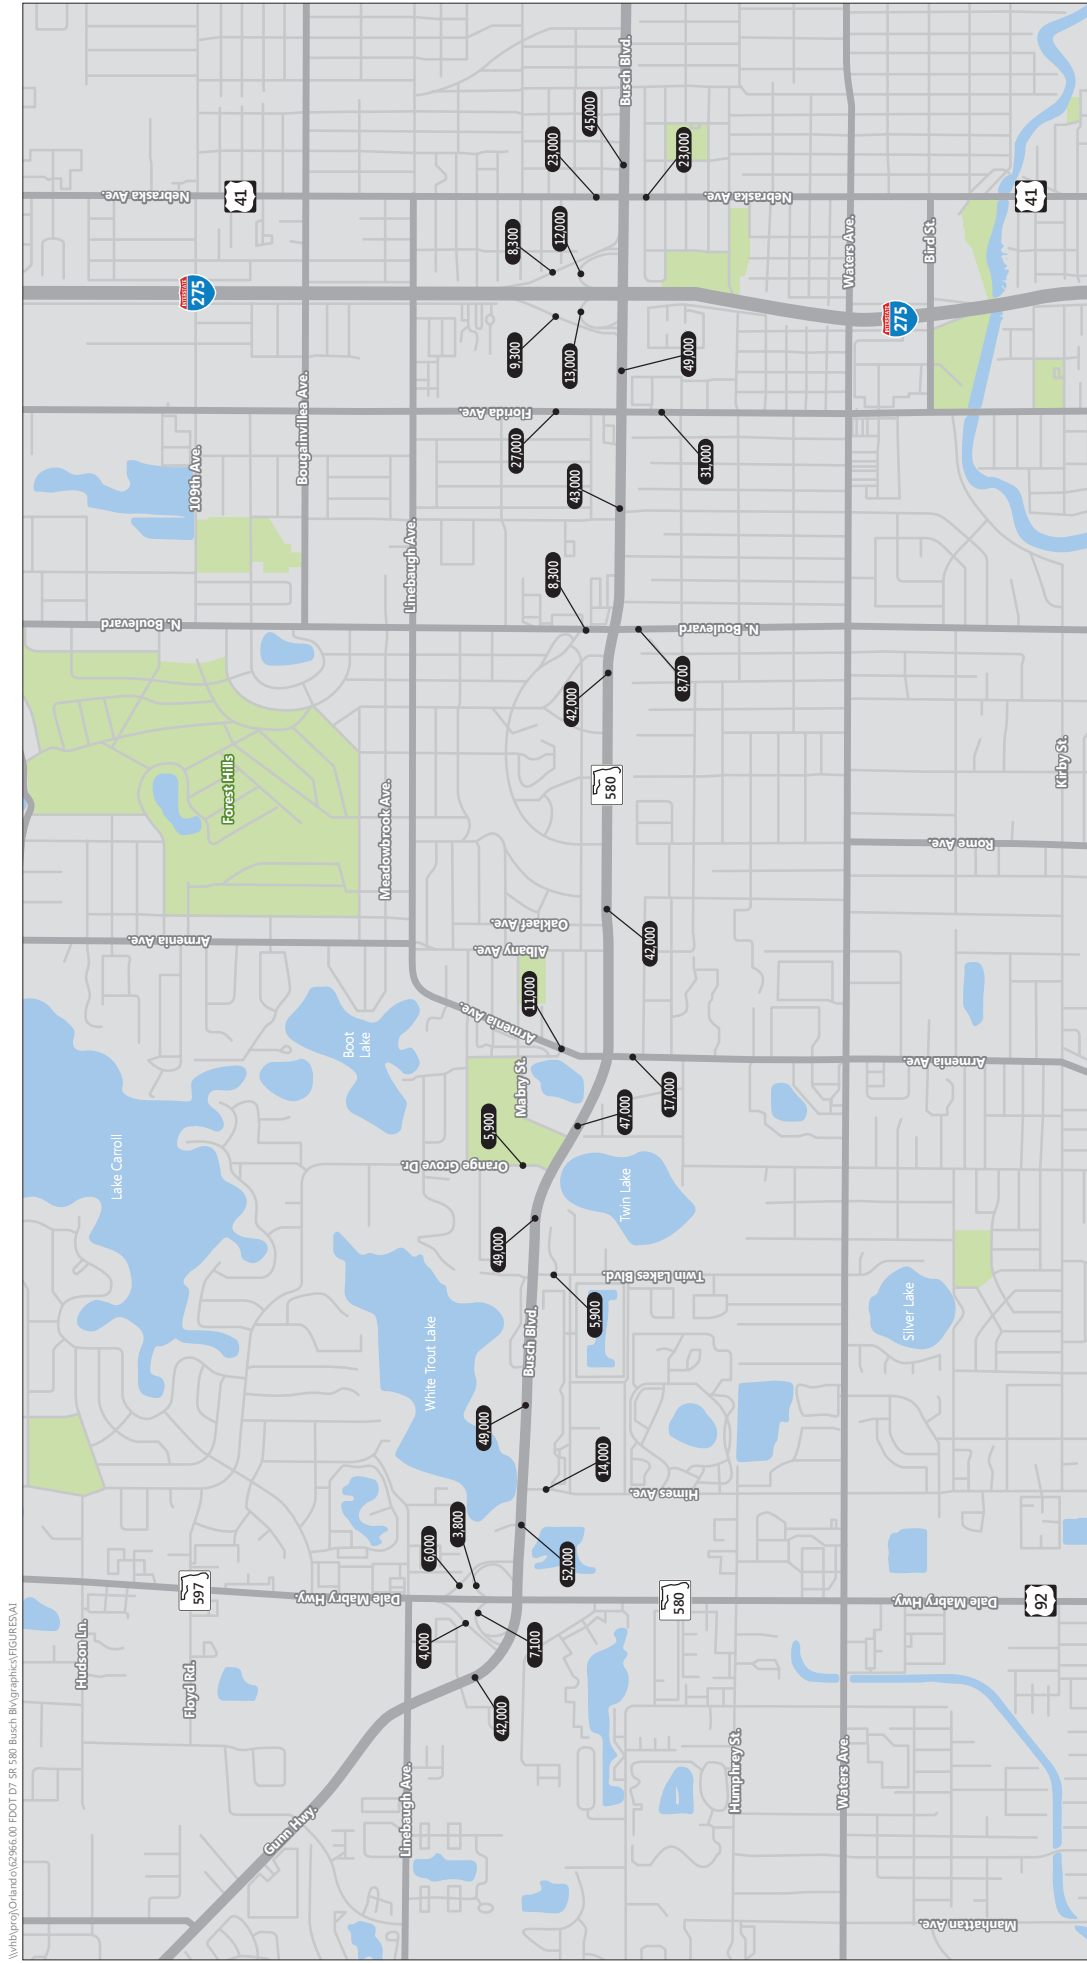 \\vhb\proj\Orlando\62966.00 FDOT D7 SR 580 Busch Blv\graphics\FIGURES\AI
Busch Blvd.
45,000
23,000
23,000
Nebraska Ave.
41
Nebraska Ave.
41
Waters Ave.
Bird St.
8,300
12,000
INTERSTATE
275
INTERSTATE
275
9,300
13,000
49,000
Bougainvillea Ave.
Florida Ave.
27,000
31,000
109th Ave.
43,000
Linebaugh Ave.
8,300
N. Boulevard
N. Boulevard
8,700
42,000
Forest Hills
580
Kirby St.
Meadowbrook Ave.
Rome Ave.
Oaklaef Ave.
42,000
Armenia Ave.
Albany Ave.
11,000
Armenia Ave.
Boot
Lake
Armenia Ave.
Mabry St.
17,000
47,000
5,900
Orange Grove Dr.
Lake Carroll
Twin Lake
49,000
Twin Lakes Blvd.
5,900
Silver Lake
Busch Blvd.
White Trout Lake
49,000
14,000
Himes Ave.
3,800
6,000
52,000
597
Dale Mabry Hwy.
580
Dale Mabry Hwy.
92
4,000
7,100
Hudson Ln.
Floyd Rd.
42,000
Humphrey St.
Waters Ave.
Linebaugh Ave.
Gunn Hwy.
Manhattan Ave.